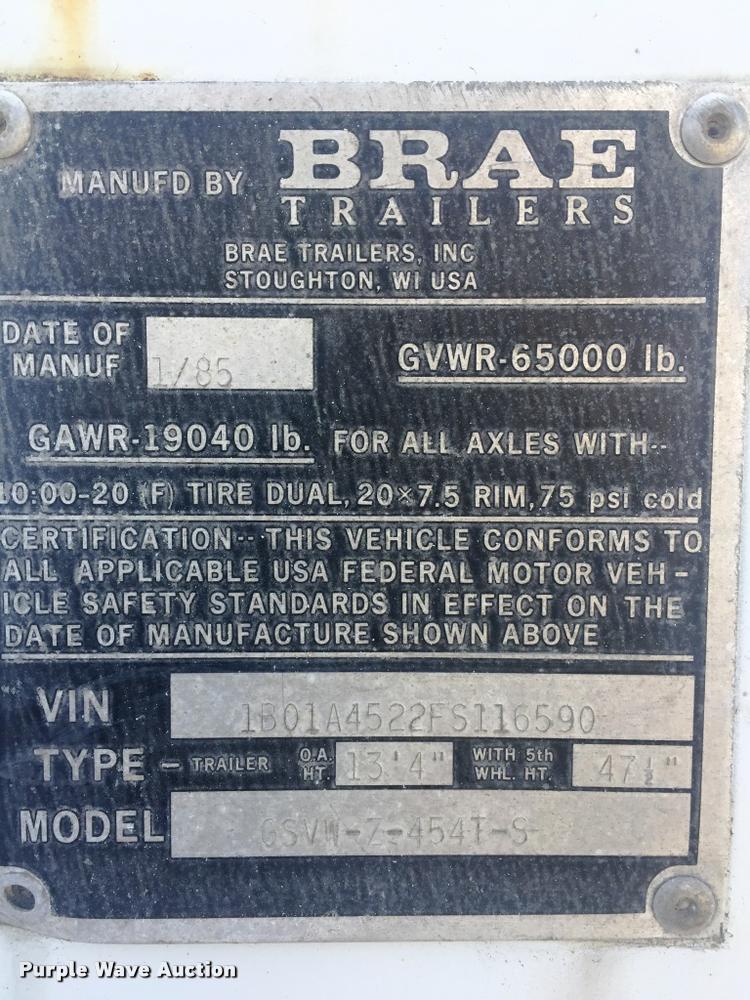 MANUFD BY BRAE
TRAILERS
BRAE TRAILERS, INC
STOUGHTON, WI USA
DATE OF
MANUF 1/85 GVWR-65000 lb.
GAWR-19040 lb. FOR ALL AXLES WITH--
10:00-20 (F) TIRE DUAL, 20×7.5 RIM, 75 psi cold
CERTIFICATION-- THIS VEHICLE CONFORMS TO
ALL APPLICABLE USA FEDERAL MOTOR VEH-
ICLE SAFETY STANDARDS IN EFFECT ON THE
DATE OF MANUFACTURE SHOWN ABOVE
VIN 1B01A4522FS116590
TYPE - TRAILER O.A. HT. 13'4" WITH 5th WHL. HT. 47½"
MODEL GSVW-Z-454T-S
Purple Wave Auction